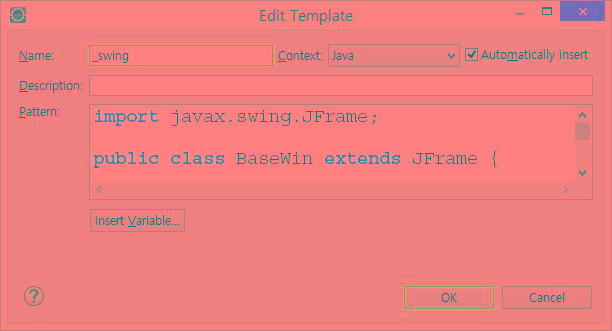 Edit Template
Name: _swing Context: Java Automatically insert
Description:
Pattern: import javax.swing.JFrame;
public class BaseWin extends JFrame {
Insert Variable...
? OK Cancel